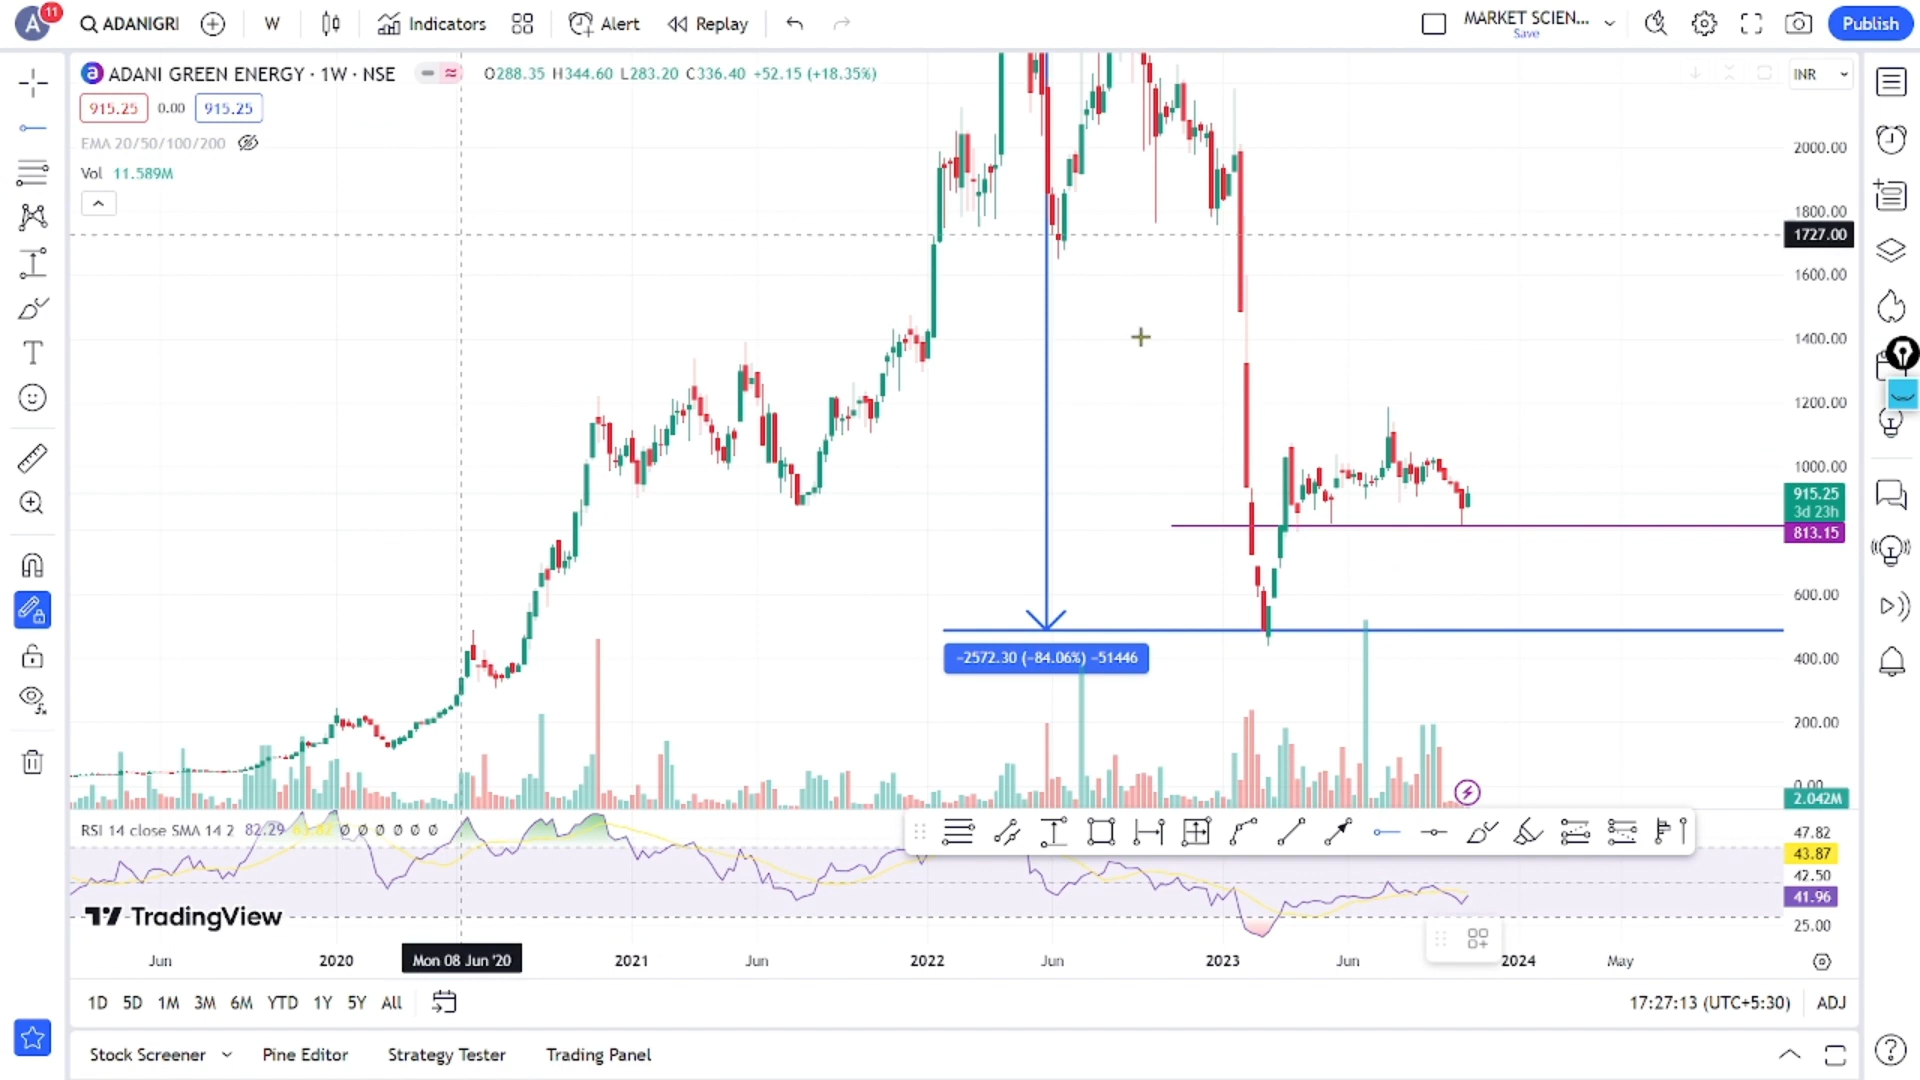 A 11 ADANIGRI W Indicators Alert Replay MARKET SCIEN... Save Publish
a ADANI GREEN ENERGY · 1W · NSE O288.35 H344.60 L283.20 C336.40 +52.15 (+18.35%) INR
915.25 0.00 915.25
EMA 20/50/100/200
Vol 11.589M
2000.00
1800.00
1727.00
1600.00
1400.00
1200.00
1000.00
915.25
3d 23h
813.15
600.00
−2572.30 (−84.06%) −51446
400.00
200.00
0.00
2.042M
RSI 14 close SMA 14 2 82.29 Ø Ø Ø Ø Ø Ø
47.82
43.87
42.50
41.96
25.00
TradingView
Jun 2020 Mon 08 Jun '20 2021 Jun 2022 Jun 2023 Jun 2024 May
1D 5D 1M 3M 6M YTD 1Y 5Y All 17:27:13 (UTC+5:30) ADJ
Stock Screener Pine Editor Strategy Tester Trading Panel